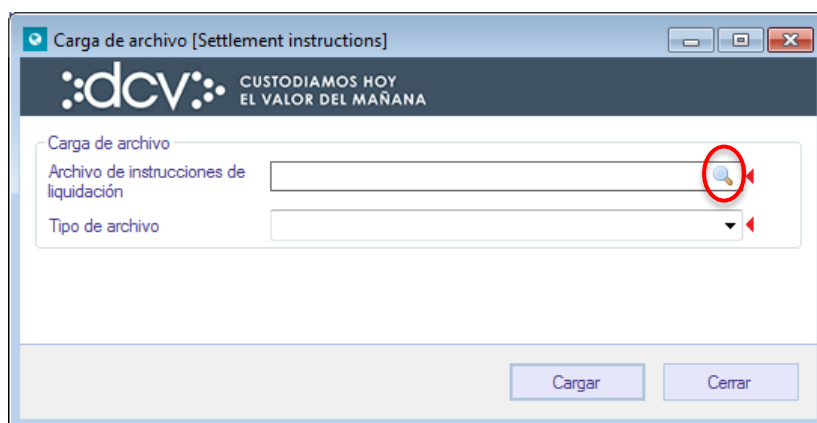 Carga de archivo [Settlement instructions]
dcv
CUSTODIAMOS HOY
EL VALOR DEL MAÑANA
Carga de archivo
Archivo de instrucciones de
liquidación
Tipo de archivo
Cargar
Cerrar